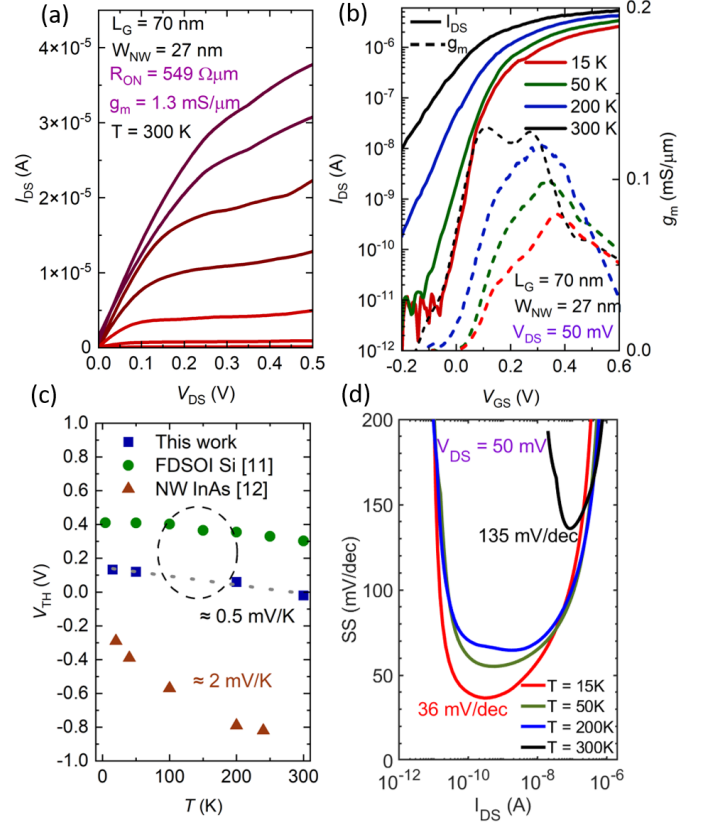 (a)
L_G = 70 nm
W_NW = 27 nm
R_ON = 549 Ωμm
g_m = 1.3 mS/μm
T = 300 K
4×10⁻⁵
3×10⁻⁵
2×10⁻⁵
1×10⁻⁵
0
I_DS (A)
0.0 0.1 0.2 0.3 0.4 0.5
V_DS (V)
(b)
I_DS
g_m
15 K
50 K
200 K
300 K
10⁻⁶
10⁻⁷
10⁻⁸
10⁻⁹
10⁻¹⁰
10⁻¹¹
10⁻¹²
I_DS (A)
0.2
0.1
0.0
g_m (mS/μm)
L_G = 70 nm
W_NW = 27 nm
V_DS = 50 mV
-0.2 0.0 0.2 0.4 0.6
V_GS (V)
(c)
This work
FDSOI Si [11]
NW InAs [12]
1.0
0.8
0.6
0.4
0.2
0.0
-0.2
-0.4
-0.6
-0.8
-1.0
V_TH (V)
≈ 0.5 mV/K
≈ 2 mV/K
0 100 200 300
T (K)
(d)
V_DS = 50 mV
200
150
100
50
0
SS (mV/dec)
135 mV/dec
36 mV/dec
T = 15K
T = 50K
T = 200K
T = 300K
10⁻¹² 10⁻¹⁰ 10⁻⁸ 10⁻⁶
I_DS (A)